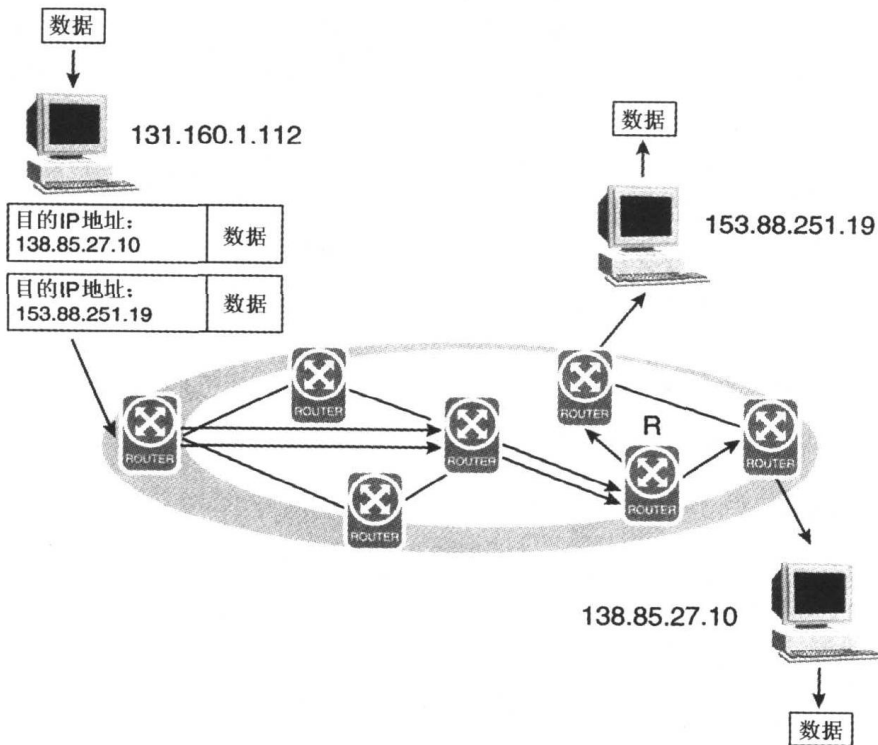 数据
131.160.1.112
目的IP地址：
138.85.27.10
数据
目的IP地址：
153.88.251.19
数据
数据
153.88.251.19
ROUTER
ROUTER
ROUTER
ROUTER
ROUTER
R
ROUTER
ROUTER
138.85.27.10
数据